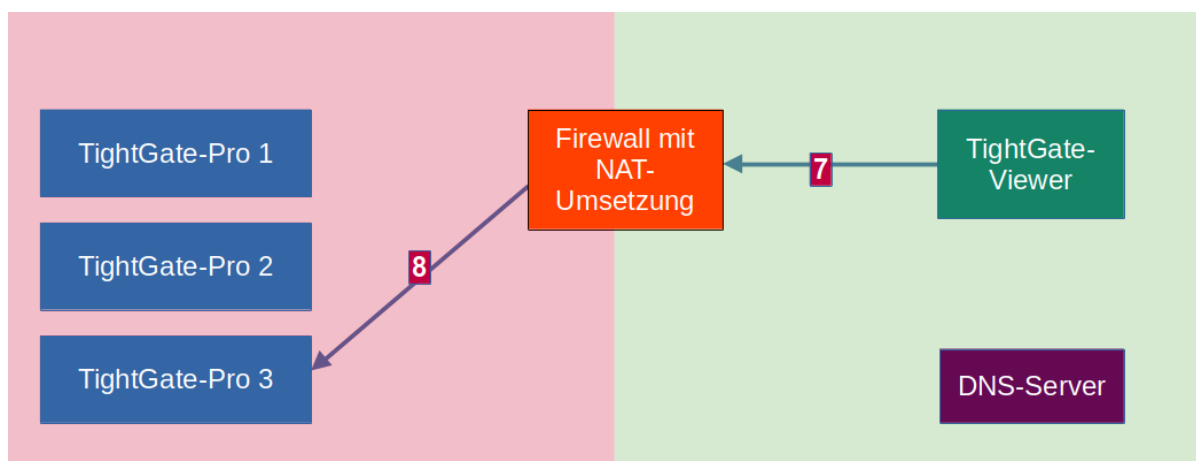 TightGate-Pro 1
Firewall mit
NAT-
Umsetzung
7
TightGate-
Viewer
TightGate-Pro 2
8
TightGate-Pro 3
DNS-Server